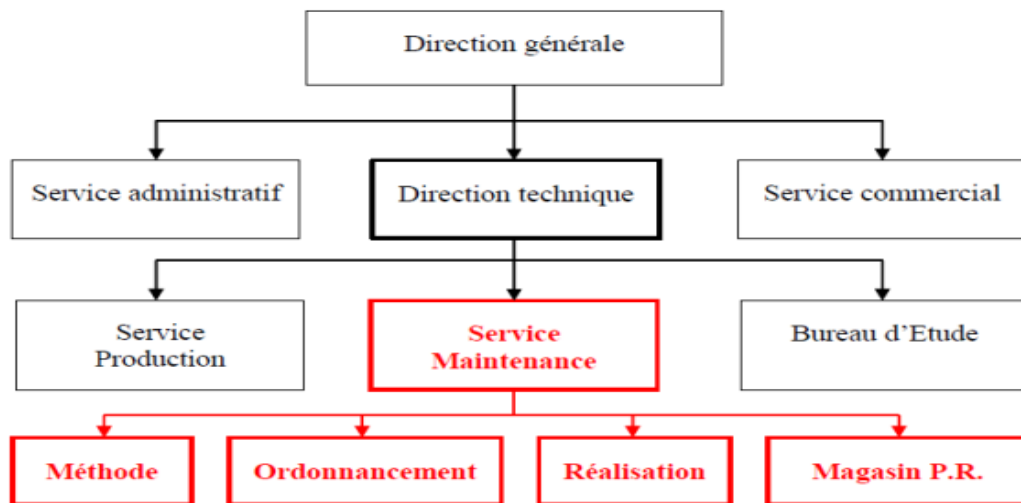 Direction générale
Service administratif
Direction technique
Service commercial
Service
Production
Service
Maintenance
Bureau d'Etude
Méthode
Ordonnancement
Réalisation
Magasin P.R.